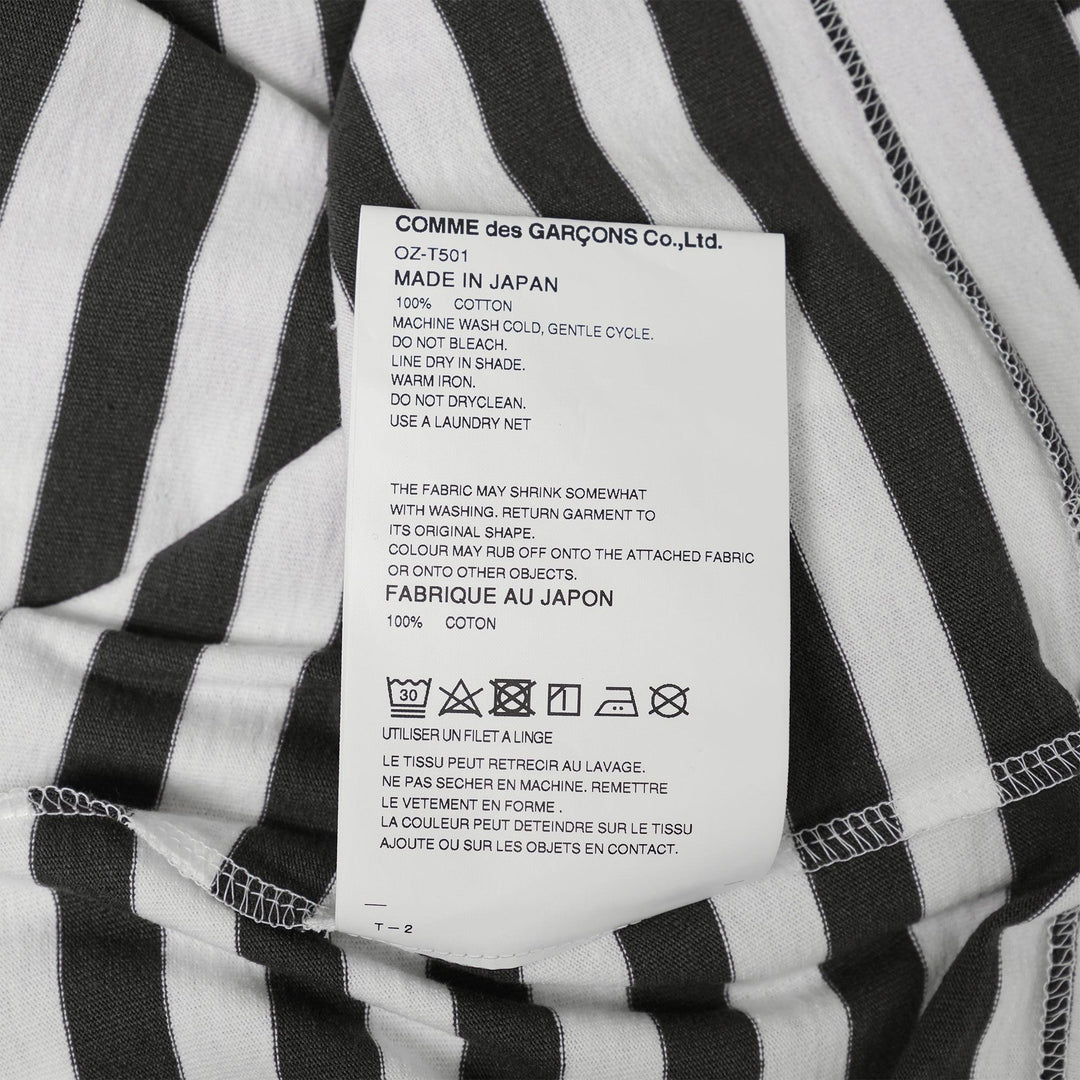 COMME des GARÇONS Co.,Ltd.
OZ-T501
MADE IN JAPAN
100% COTTON
MACHINE WASH COLD, GENTLE CYCLE.
DO NOT BLEACH.
LINE DRY IN SHADE.
WARM IRON.
DO NOT DRYCLEAN.
USE A LAUNDRY NET
THE FABRIC MAY SHRINK SOMEWHAT
WITH WASHING. RETURN GARMENT TO
ITS ORIGINAL SHAPE.
COLOUR MAY RUB OFF ONTO THE ATTACHED FABRIC
OR ONTO OTHER OBJECTS.
FABRIQUE AU JAPON
100% COTON
30
UTILISER UN FILET A LINGE
LE TISSU PEUT RETRECIR AU LAVAGE.
NE PAS SECHER EN MACHINE. REMETTRE
LE VETEMENT EN FORME .
LA COULEUR PEUT DETEINDRE SUR LE TISSU
AJOUTE OU SUR LES OBJETS EN CONTACT.
T － 2